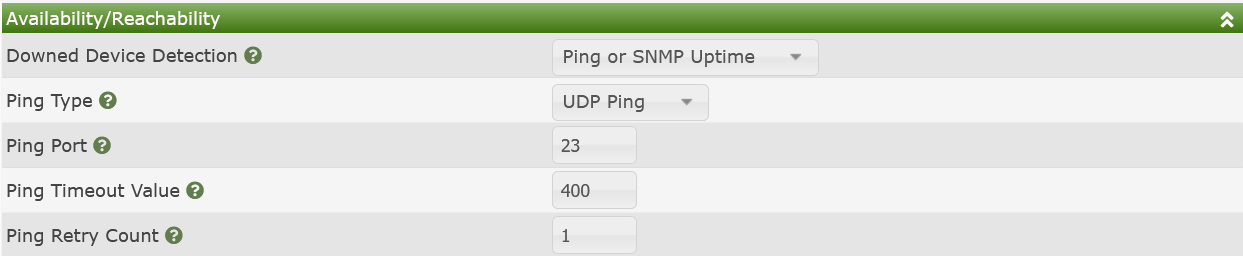 Availability/Reachability
Downed Device Detection ? Ping or SNMP Uptime
Ping Type ? UDP Ping
Ping Port ? 23
Ping Timeout Value ? 400
Ping Retry Count ? 1